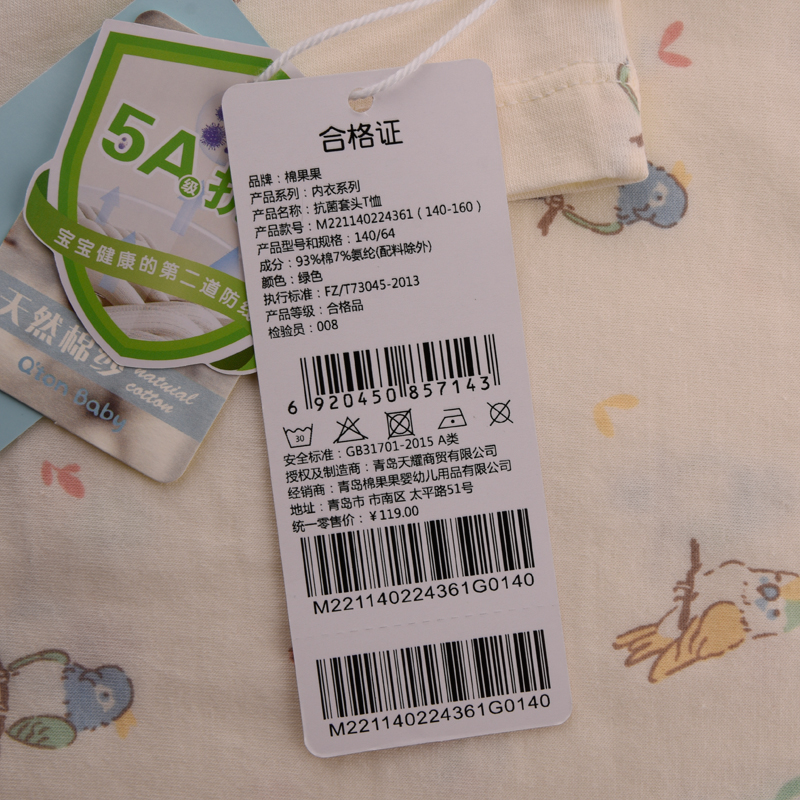 合格证
品牌：棉果果
产品系列：内衣系列
产品名称：抗菌套头T恤
产品款号：M221140224361（140-160）
产品型号和规格：140/64
成分：93%棉7%氨纶(配料除外)
颜色：绿色
执行标准：FZ/T73045-2013
产品等级：合格品
检验员：008
6 920450 857143
30
安全标准：GB31701-2015 A类
授权及制造商：青岛天耀商贸有限公司
经销商：青岛棉果果婴幼儿用品有限公司
地址：青岛市 市南区 太平路51号
统一零售价：￥119.00
M221140224361G0140
M221140224361G0140
5A级抗
宝宝健康的第二道防线
天然棉纱
natuial
cotton
Q'ton Baby